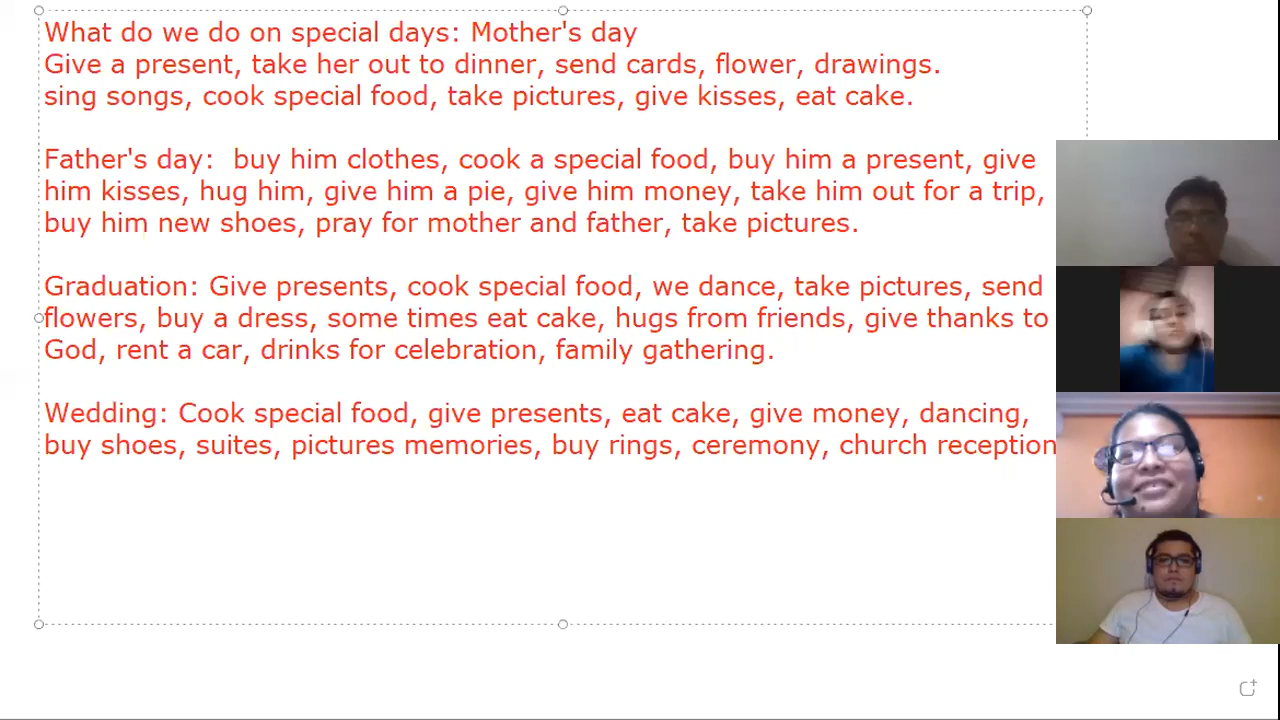 What do we do on special days: Mother's day
Give a present, take her out to dinner, send cards, flower, drawings.
sing songs, cook special food, take pictures, give kisses, eat cake.
Father's day:  buy him clothes, cook a special food, buy him a present, give
him kisses, hug him, give him a pie, give him money, take him out for a trip,
buy him new shoes, pray for mother and father, take pictures.
Graduation: Give presents, cook special food, we dance, take pictures, send
flowers, buy a dress, some times eat cake, hugs from friends, give thanks to
God, rent a car, drinks for celebration, family gathering.
Wedding: Cook special food, give presents, eat cake, give money, dancing,
buy shoes, suites, pictures memories, buy rings, ceremony, church reception